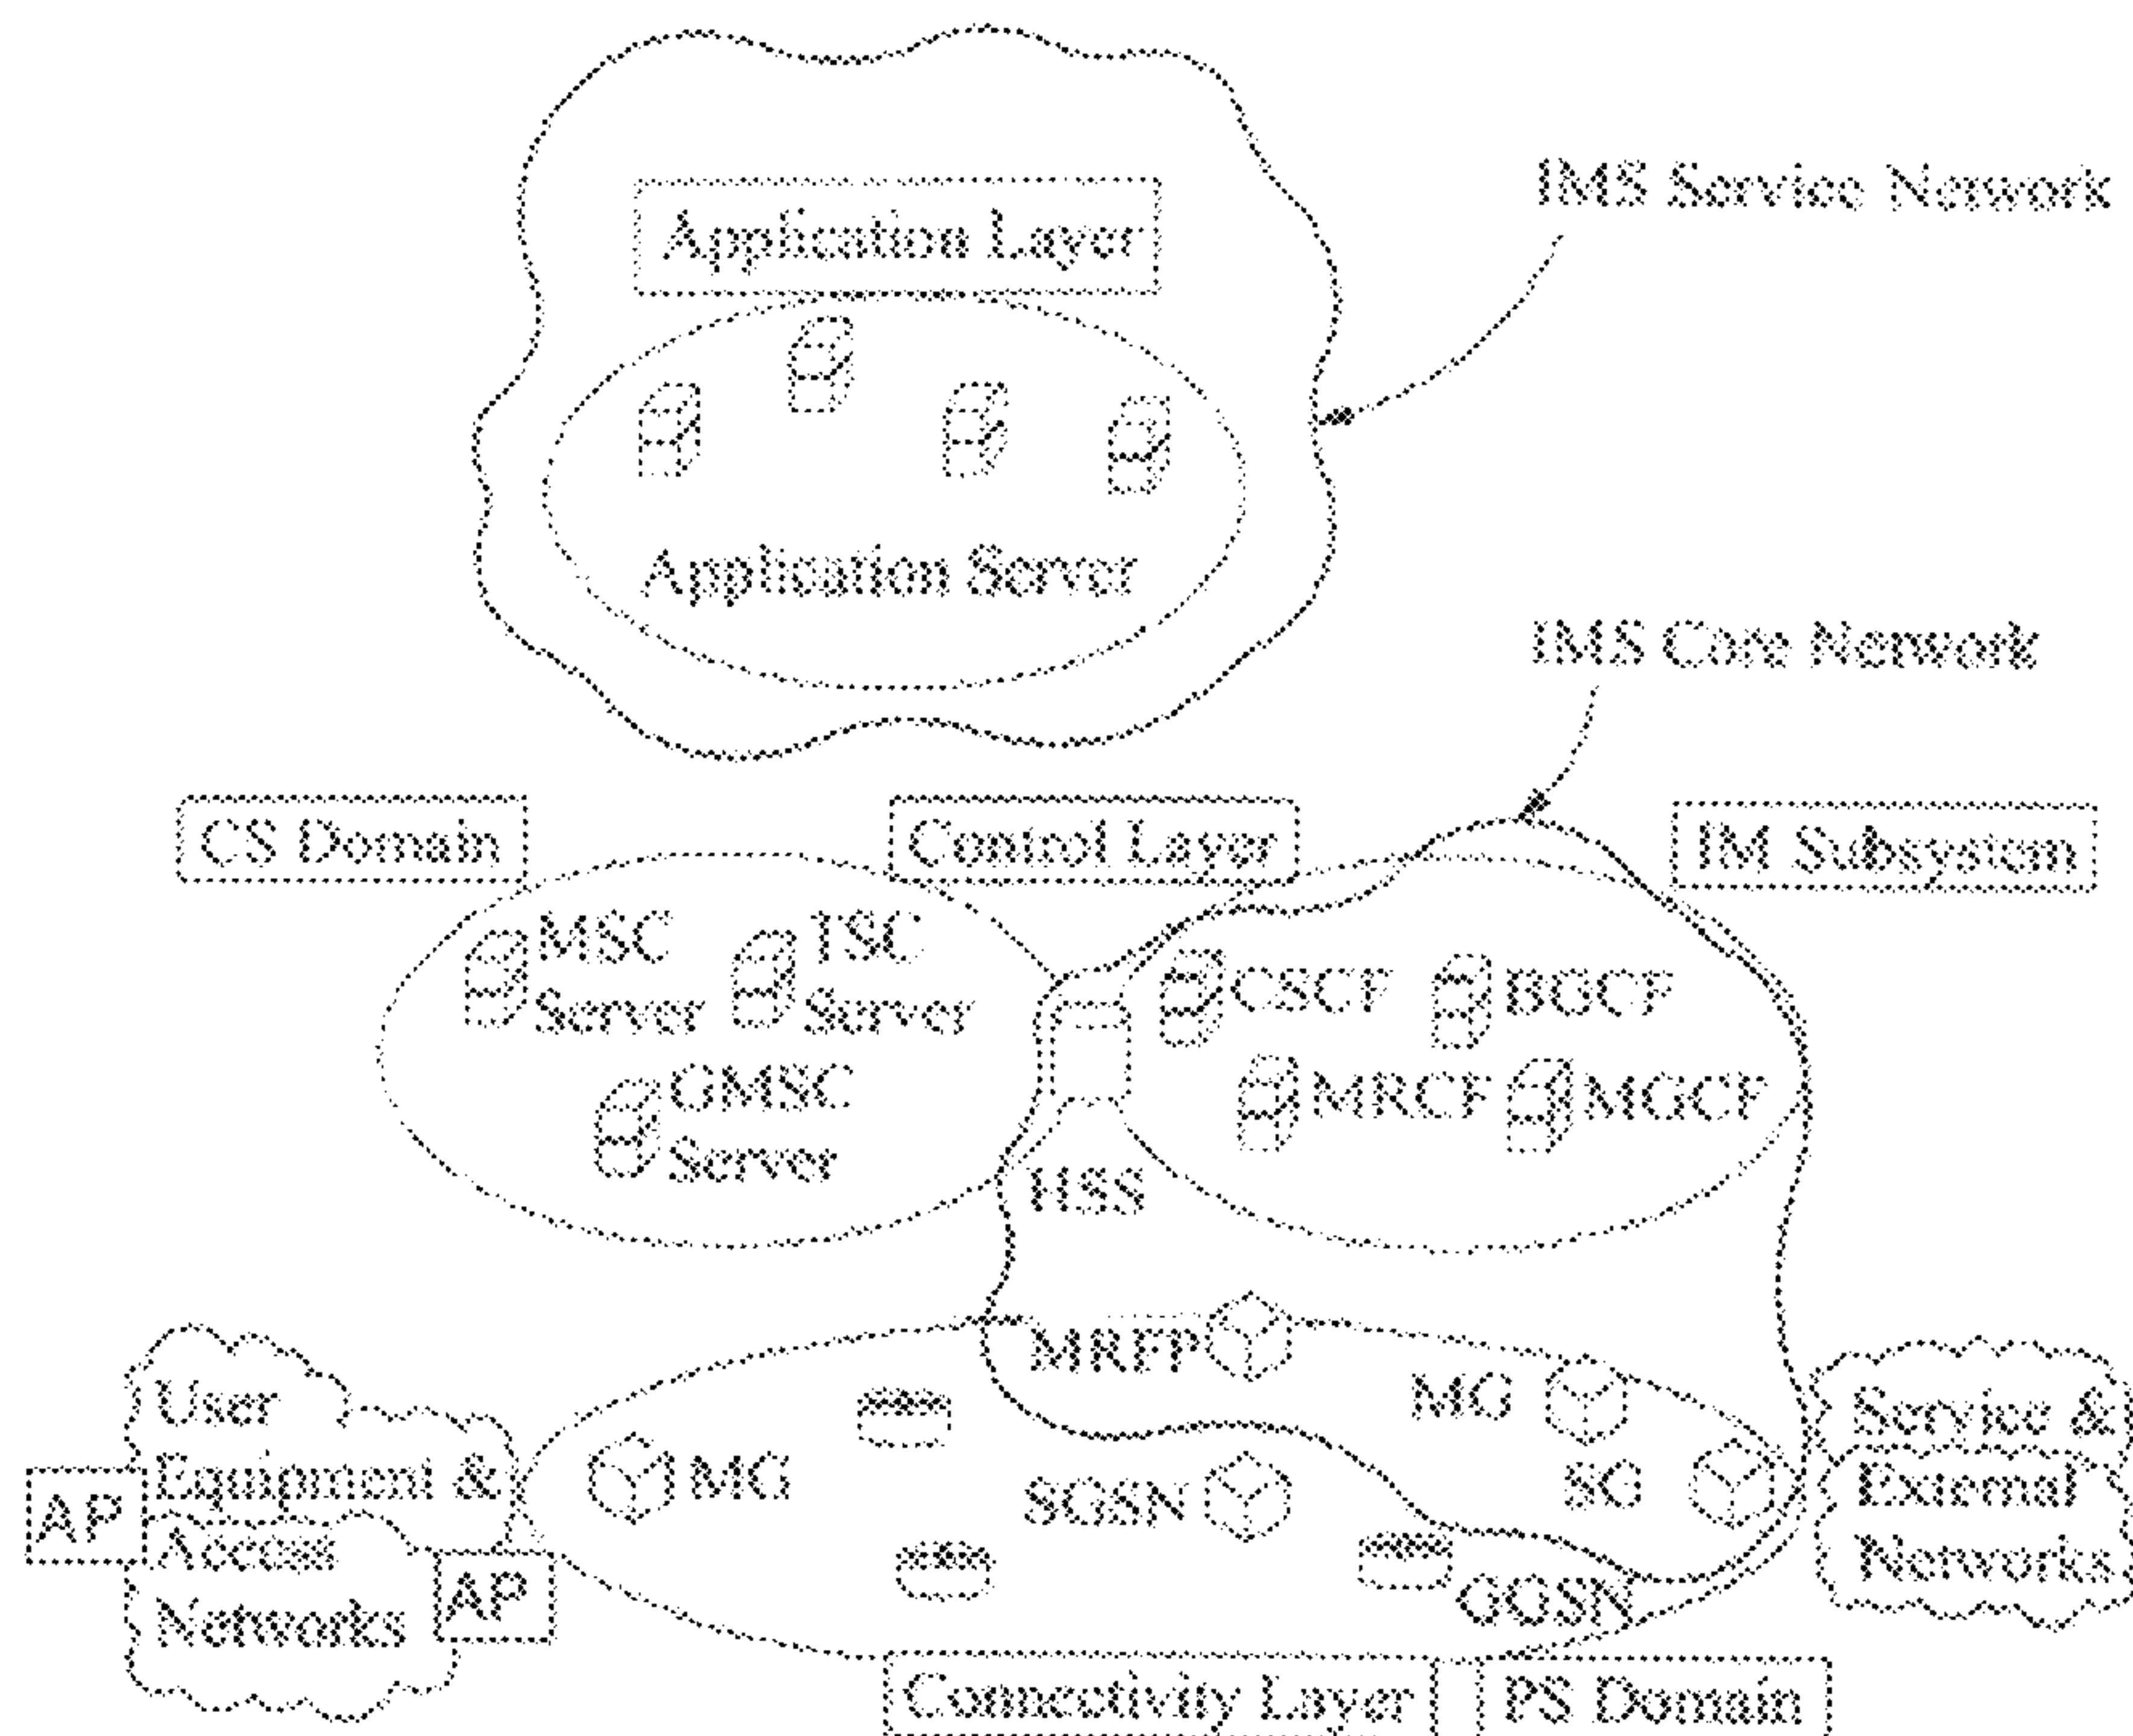 IMS Service Network
Application Layer
Application Server
IMS Core Network
CS Domain
Control Layer
IM Subsystem
MSC
Server
TSC
Server
CSCF
BGCF
GMSC
Server
MRCF
MGCF
HSS
MRFP
MG
User
Equipment &
Access
Networks
AP
AP
MG
SGSN
SG
Service &
External
Networks
GGSN
Connectivity Layer
PS Domain